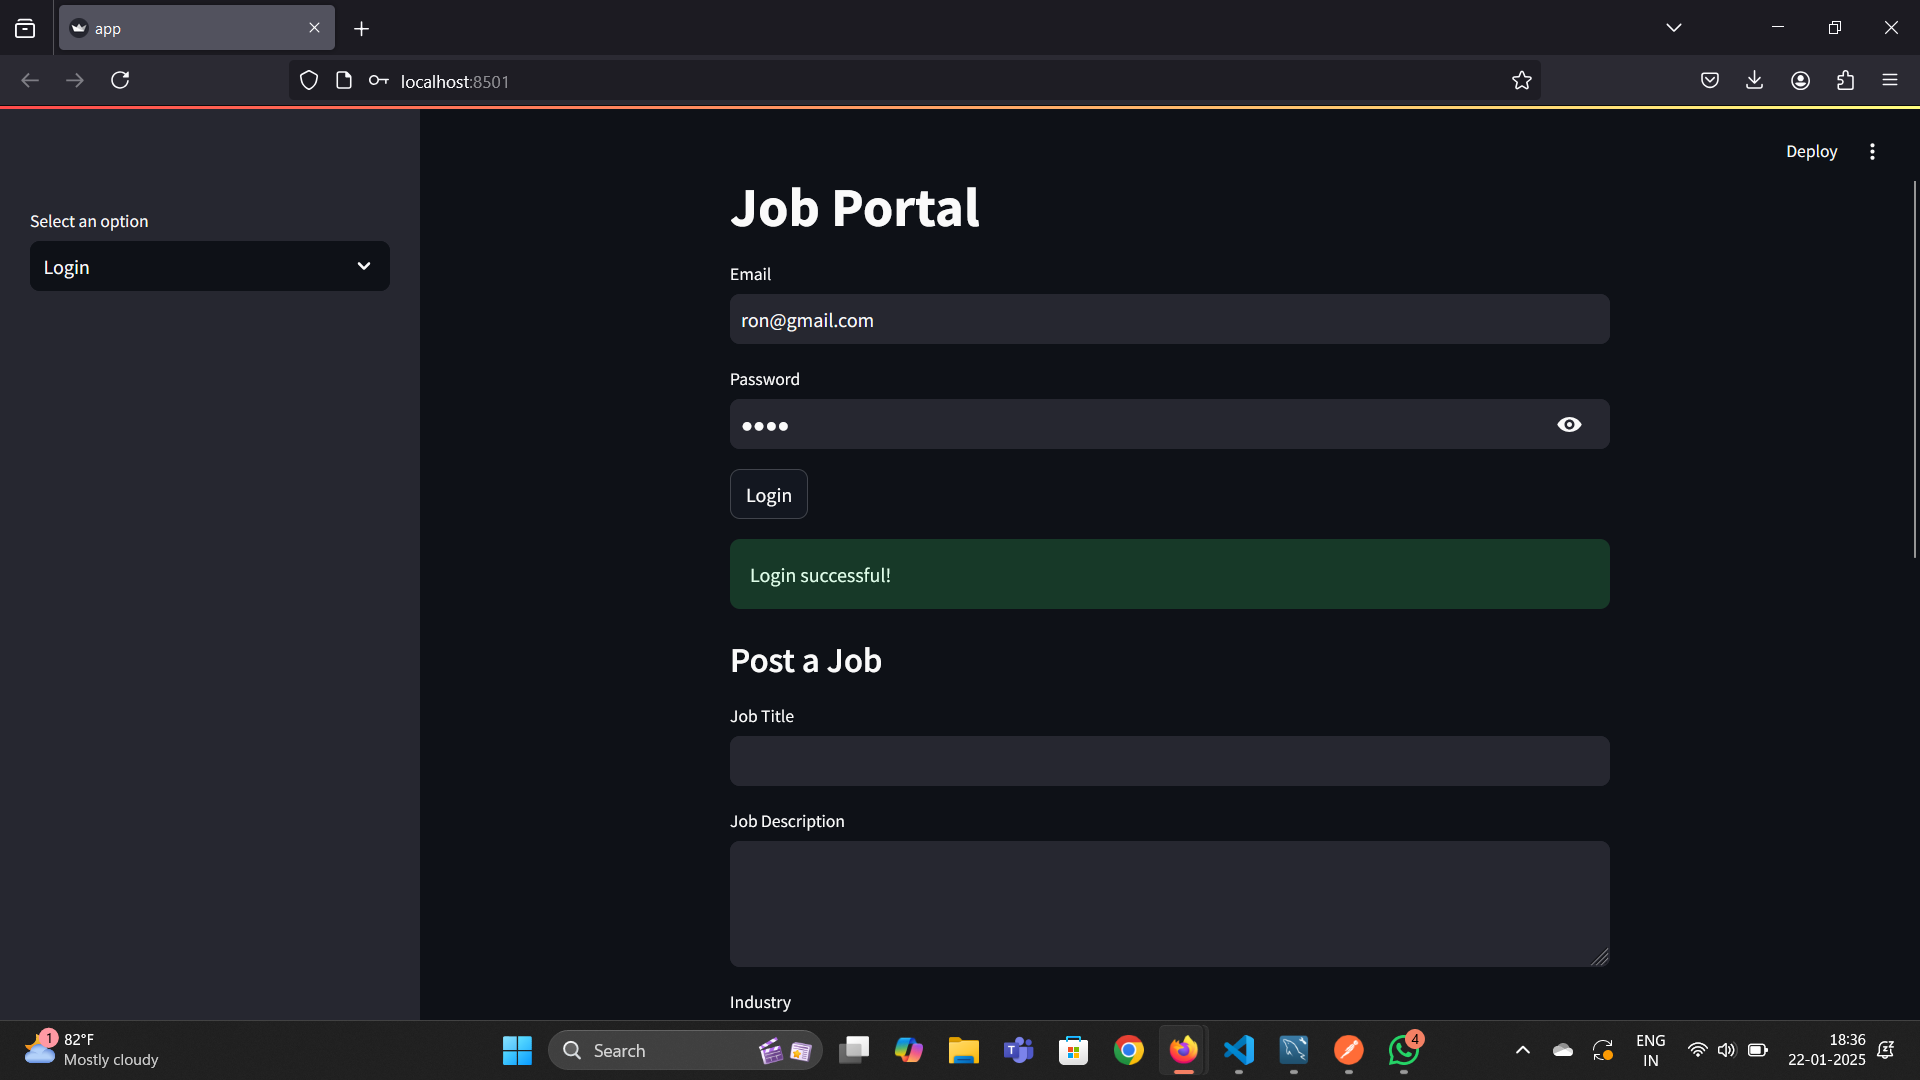 app
localhost:8501
Deploy
Select an option
Login
Job Portal
Email
ron@gmail.com
Password
Login
Login successful!
Post a Job
Job Title
Job Description
Industry
1
82°F
Mostly cloudy
Search
4
ENG
IN
18:36
22-01-2025